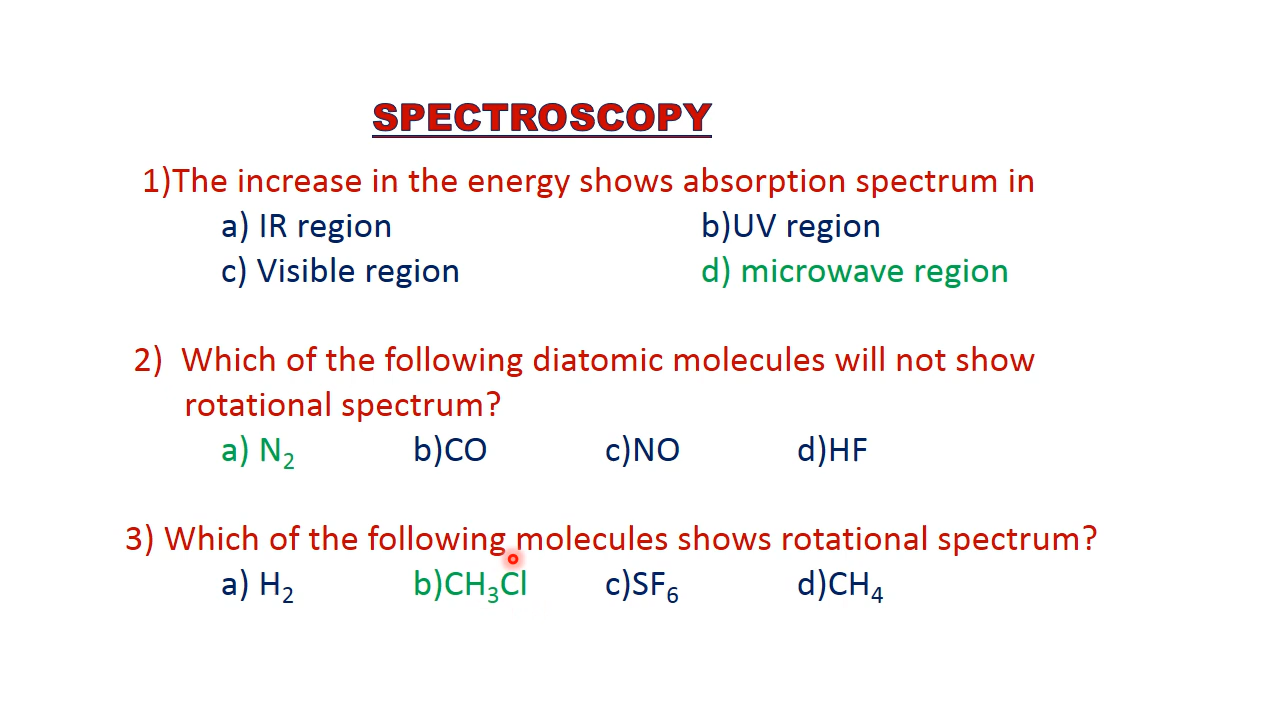 SPECTROSCOPY
1)The increase in the energy shows absorption spectrum in
a) IR region b)UV region
c) Visible region d) microwave region
2) Which of the following diatomic molecules will not show
rotational spectrum?
a) N₂ b)CO c)NO d)HF
3) Which of the following molecules shows rotational spectrum?
a) H₂ b)CH₃Cl c)SF₆ d)CH₄